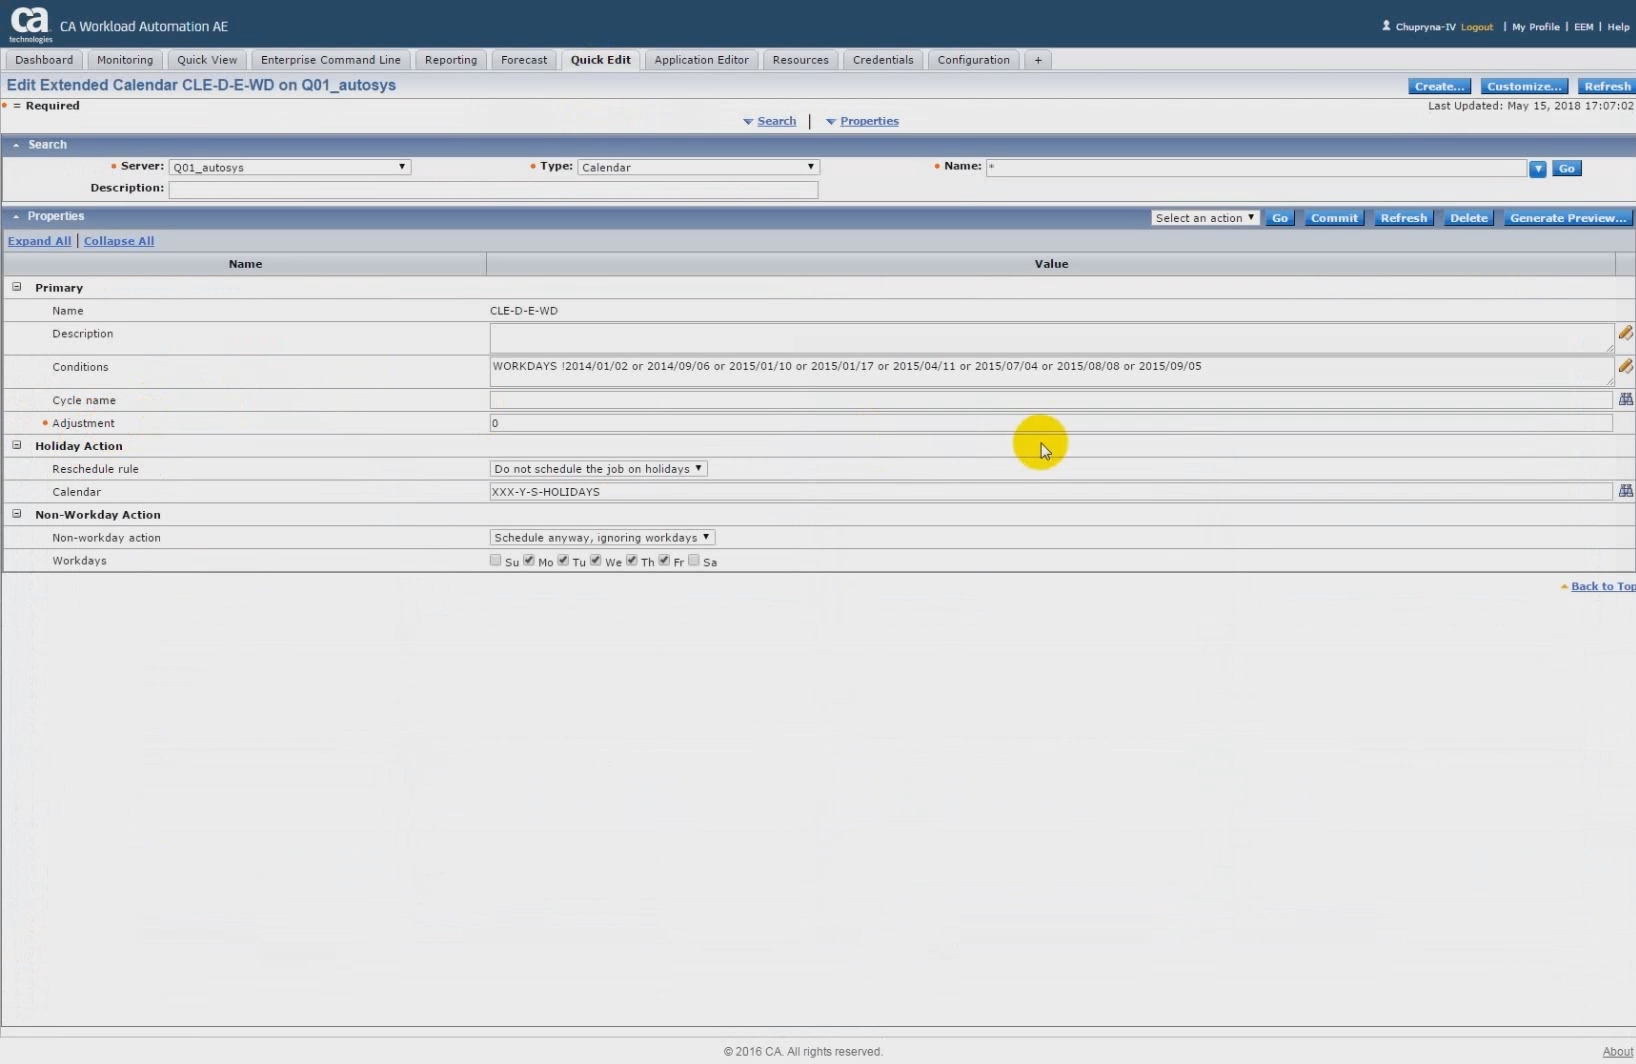 ca
technologies
CA Workload Automation AE
Chupryna-IV Logout | My Profile | EEM | Help
Dashboard Monitoring Quick View Enterprise Command Line Reporting Forecast Quick Edit Application Editor Resources Credentials Configuration +
Edit Extended Calendar CLE-D-E-WD on Q01_autosys
Create... Customize... Refresh
= Required
Last Updated: May 15, 2018 17:07:02
Search | Properties
Search
Server: Q01_autosys Type: Calendar Name: * Go
Description:
Properties
Select an action Go Commit Refresh Delete Generate Preview...
Expand All | Collapse All
Name Value
Primary
Name CLE-D-E-WD
Description
Conditions WORKDAYS !2014/01/02 or 2014/09/06 or 2015/01/10 or 2015/01/17 or 2015/04/11 or 2015/07/04 or 2015/08/08 or 2015/09/05
Cycle name
Adjustment 0
Holiday Action
Reschedule rule Do not schedule the job on holidays
Calendar XXX-Y-S-HOLIDAYS
Non-Workday Action
Non-workday action Schedule anyway, ignoring workdays
Workdays Su Mo Tu We Th Fr Sa
Back to Top
© 2016 CA. All rights reserved.
About